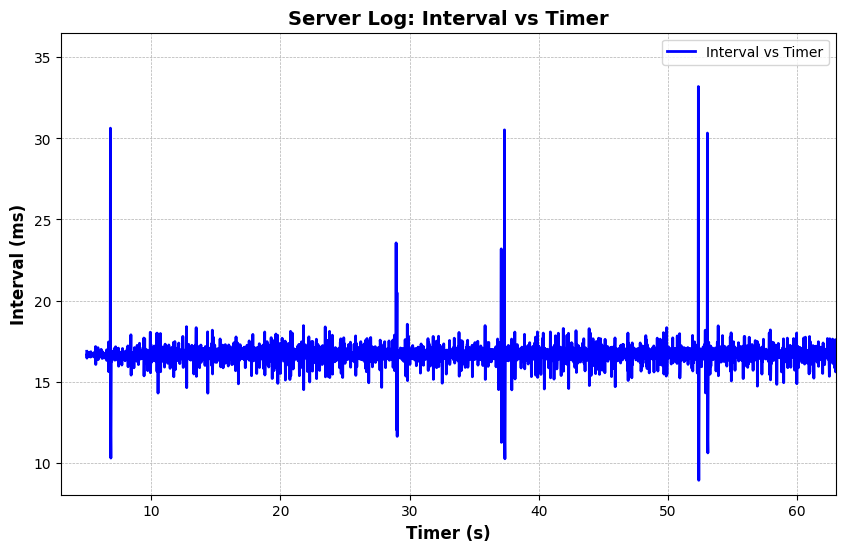 Server Log: Interval vs Timer
Interval vs Timer
35
30
25
20
15
10
Interval (ms)
10 20 30 40 50 60
Timer (s)